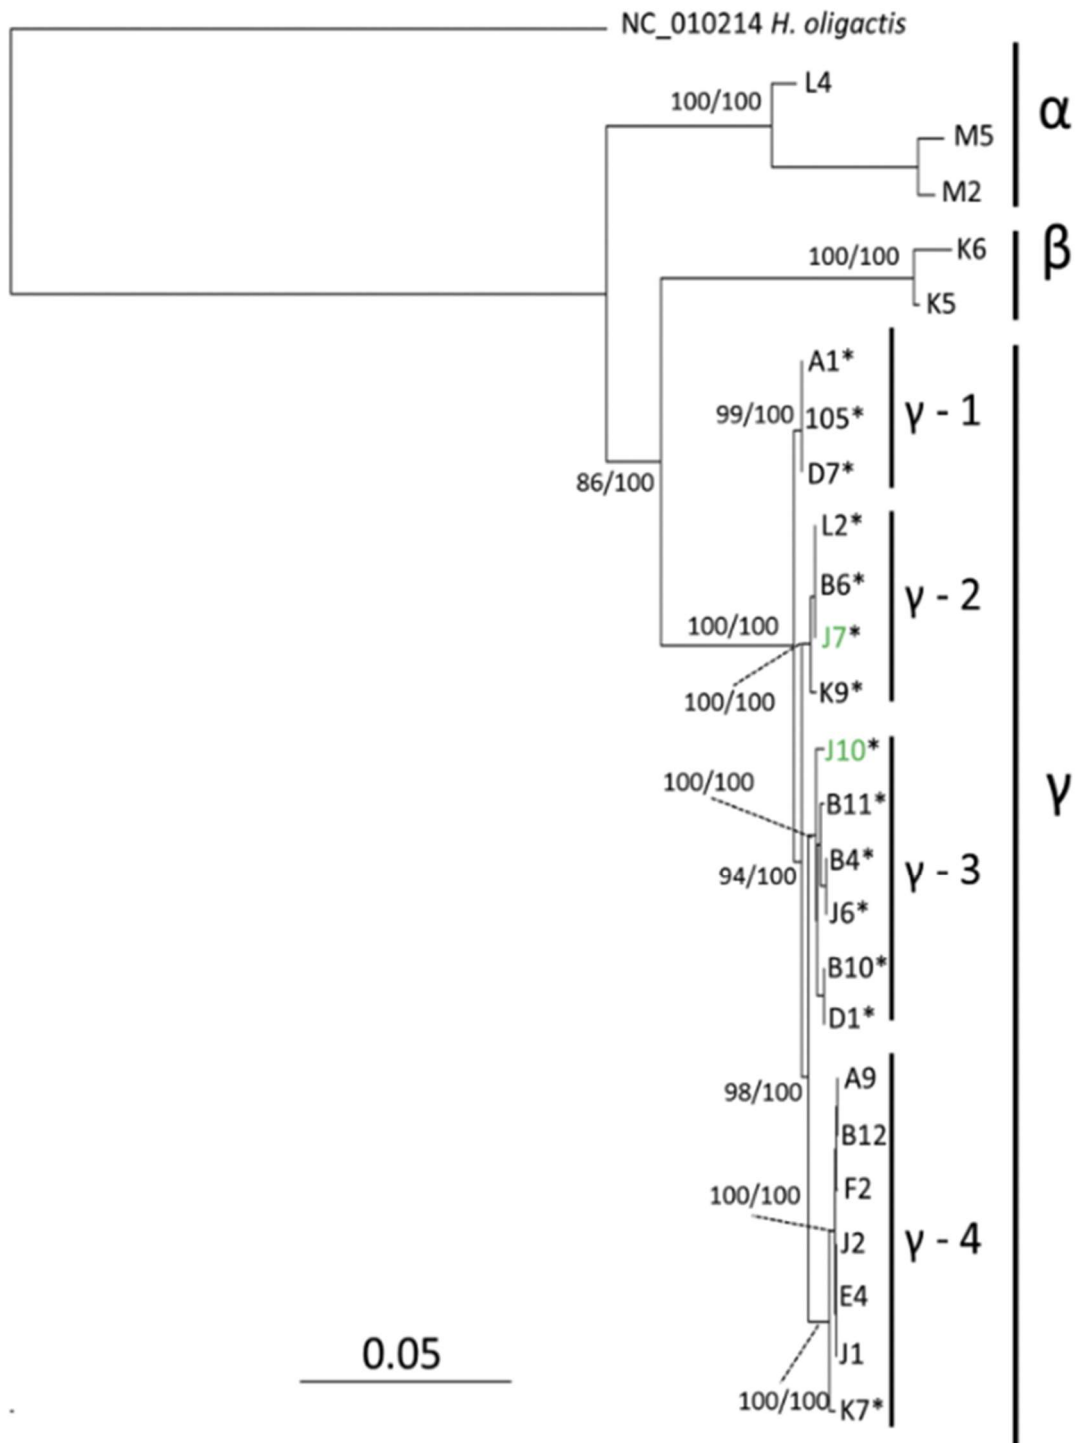 NC_010214 H. oligactis
L4
100/100
α
M5
M2
β
K6
100/100
K5
A1*
γ - 1
99/100
105*
D7*
86/100
L2*
B6*
γ - 2
100/100
J7*
K9*
100/100
J10*
100/100
γ
B11*
B4*
γ - 3
94/100
J6*
B10*
D1*
A9
98/100
B12
F2
100/100
J2
γ - 4
E4
0.05
J1
100/100
K7*